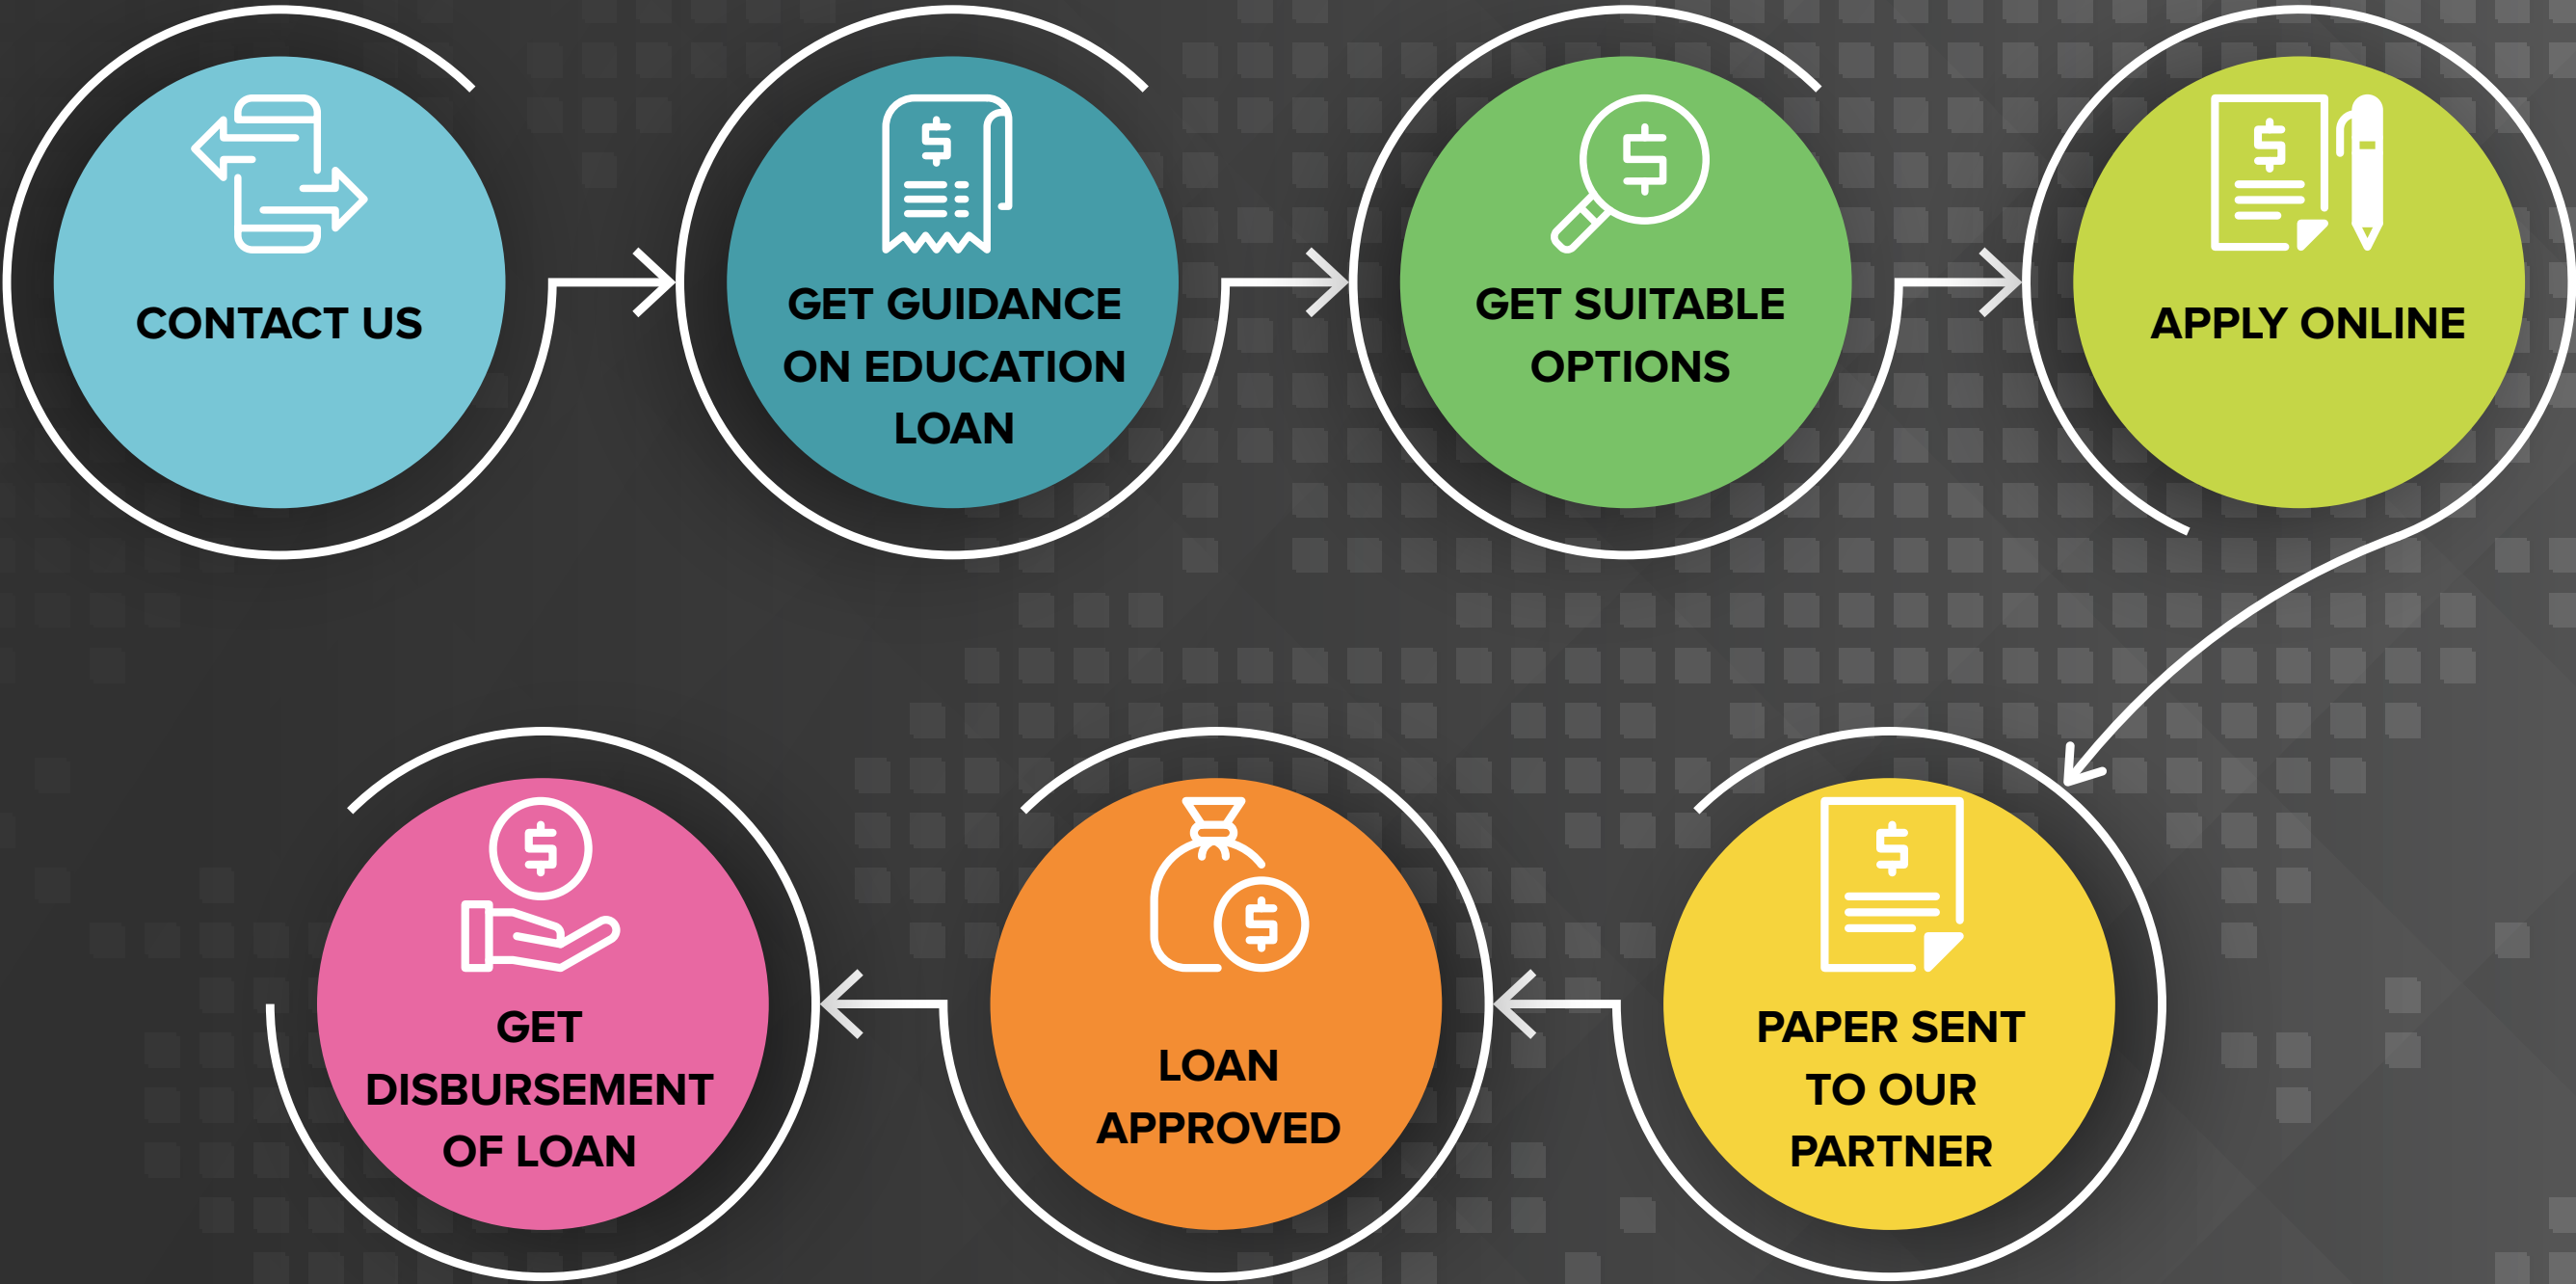 CONTACT US
GET GUIDANCE
ON EDUCATION
LOAN
GET SUITABLE
OPTIONS
APPLY ONLINE
PAPER SENT
TO OUR
PARTNER
LOAN
APPROVED
GET
DISBURSEMENT
OF LOAN